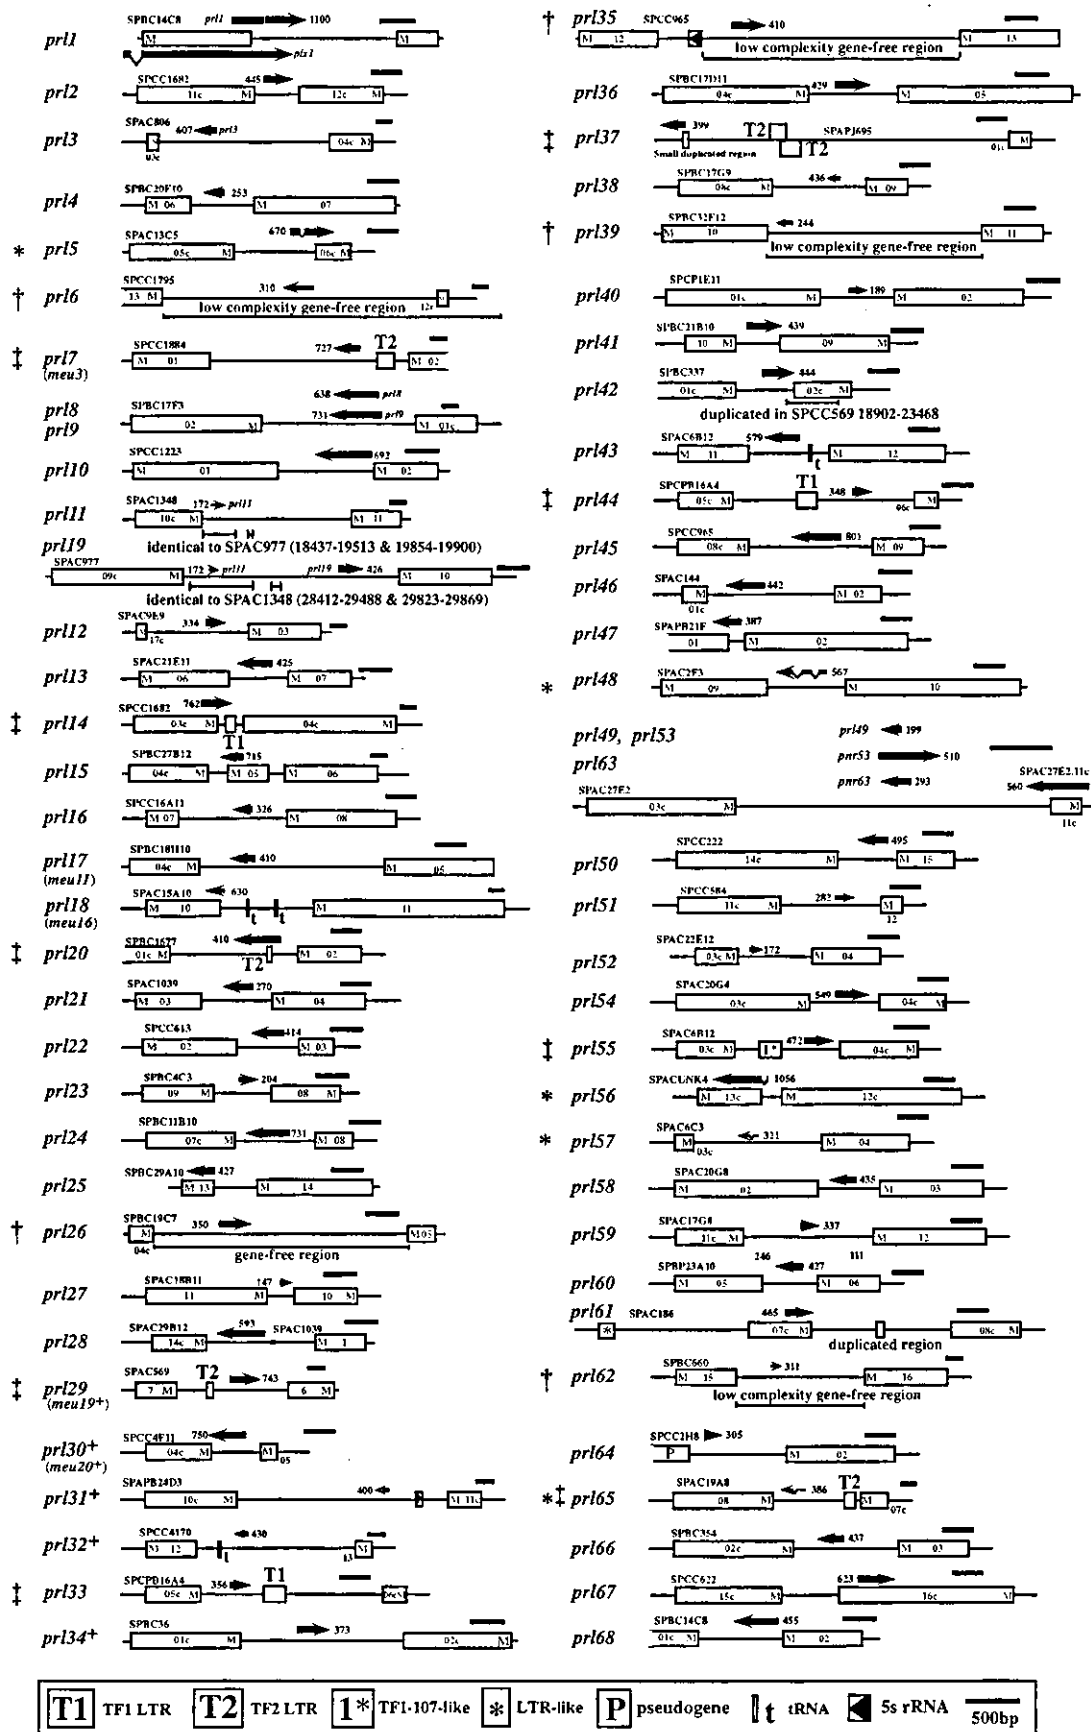 prl1 SPBC14C8 prl1 1100 M M plx1
prl2 SPCC1682 445 11c M 12c M
prl3 SPAC806 607 prl3 03c 04c M
prl4 SPBC20F10 253 M 06 M 07
* prl5 SPAC13C5 670 05c M 06c M
† prl6 SPCC1795 310 13 M 12c
low complexity gene-free region
‡ prl7 SPCC1884 727 T2 M 01 M 02
(meu3)
prl8 638 prl8
prl9 SPBC17F3 731 prl9 02 M 01c
prl10 SPCC1223 692 01 M 02
prl11 SPAC1348 172 prl11 10c M M 11
prl19 identical to SPAC977 (18437-19513 & 19854-19900)
SPAC977 172 prl11 prl19 426 09c M M 10
identical to SPAC1348 (28412-29488 & 29823-29869)
prl12 SPAC9E9 334 17c M 03
prl13 SPAC21E11 425 M 06 M 07
‡ prl14 SPCC1682 762 03c M 04c M
T1
prl15 SPBC27B12 715 04c M M 05 M 06
prl16 SPCC16A11 326 M 07 M 08
prl17 SPBC18H10 410 04c M M 05
(meu11)
prl18 SPAC15A10 630 M 10 t t M 11
(meu16)
‡ prl20 SPBC1677 410 01c M T2 M 02
prl21 SPAC1039 270 M 03 M 04
prl22 SPCC613 414 M 02 M 03
prl23 SPBC4C3 204 09 M 08 M
prl24 SPBC11B10 731 07c M M 08
prl25 SPBC29A10 427 M 13 M 14
† prl26 SPBC19C7 350 M 04c M 03
gene-free region
prl27 SPAC18B11 147 11 M 10 M
prl28 SPAC29B12 593 SPAC1039 14c M M 1
‡ prl29 SPAC569 T2 743 7 M 6 M
(meu19+)
prl30+ SPCC4F11 750 04c M M 05
(meu20+)
prl31+ SPAPB24D3 400 10c M M 11c
prl32+ SPCC4170 430 M 12 t 13 M
‡ prl33 SPCPB16A4 356 T1 05c M 06c
prl34+ SPBC36 373 01c M 02c M
† prl35 SPCC965 410 M 12 M 13
low complexity gene-free region
prl36 SPBC17D11 429 04c M M 05
‡ prl37 399 T2 SPAPJ695 T2 01c M
Small duplicated region
prl38 SPBC17G9 436 08c M M 09
† prl39 SPBC32F12 244 M 10 M 11
low complexity gene-free region
prl40 SPCP1E11 189 01c M M 02
prl41 SPBC21B10 439 10 M 09 M
prl42 SPBC337 444 01c M 02c M
duplicated in SPCC569 18902-23468
prl43 SPAC6B12 579 M 11 t M 12
‡ prl44 SPCPB16A4 T1 348 05c M 06c M
prl45 SPCC965 801 08c M M 09
prl46 SPAC144 442 M 01c M 02
prl47 SPAPB21F 387 01 M 02 M
* prl48 SPAC2F3 567 M 09 M 10
prl49, prl53 prl49 199
prl63 pnr53 510
pnr63 293 SPAC27E2.11c
SPAC27E2 560 03c M M 11c
prl50 SPCC222 495 14c M M 15
prl51 SPCC584 282 11c M M 12
prl52 SPAC22E12 172 03c M M 04
prl54 SPAC20G4 549 03c M 04c M
‡ prl55 SPAC6B12 472 03c M 1* 04c M
* prl56 SPACUNK4 1056 M 13c M 12c
* prl57 SPAC6C3 321 M 03c M 04
prl58 SPAC20G8 435 M 02 M 03
prl59 SPAC17G8 337 11c M M 12
246 111
prl60 SPBP23A10 427 M 05 M 06
prl61 SPAC186 465 * 07c M 08c M
duplicated region
† prl62 SPBC660 311 M 15 M 16
low complexity gene-free region
prl64 SPCC2H8 305 P M 02
*‡ prl65 SPAC19A8 386 T2 08 M M 07c
prl66 SPBC354 437 02c M M 03
prl67 SPCC622 623 15c M 16c M
prl68 SPBC14C8 455 01c M M 02
T1 TF1 LTR T2 TF2 LTR 1* TF1-107-like * LTR-like P pseudogene t tRNA 5s rRNA 500bp